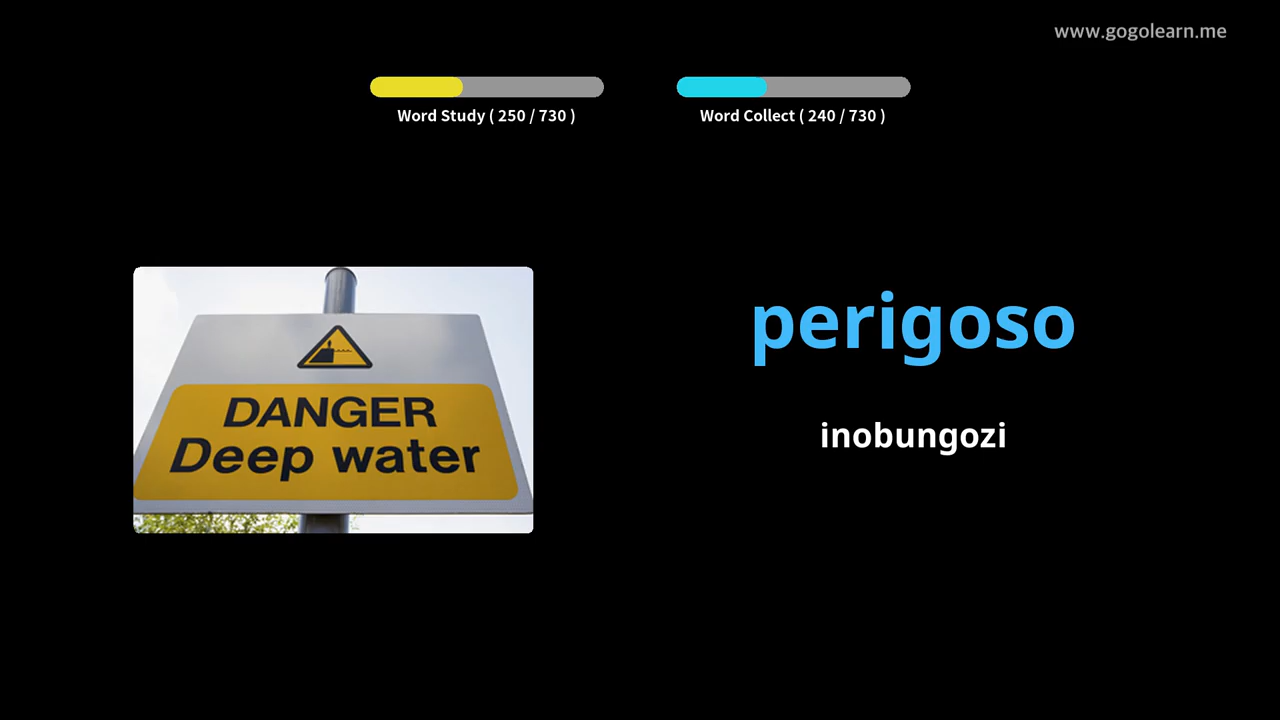 www.gogolearn.me
Word Study ( 250 / 730 )
Word Collect ( 240 / 730 )
DANGER
Deep water
perigoso
inobungozi